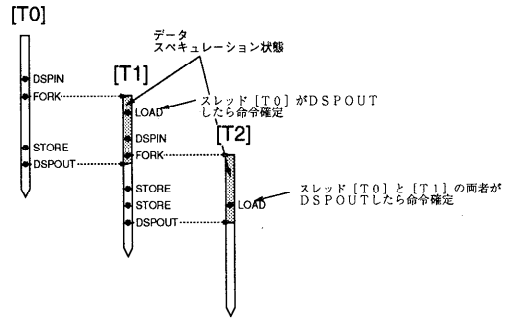 [T0]
データ
スペキュレーション状態
DSPIN
[T1]
FORK
スレッド［T０］がＤＳＰＯＵＴ
したら命令確定
LOAD
[T2]
DSPIN
STORE
FORK
DSPOUT
スレッド［T０］と［T１］の両者が
ＤＳＰＯＵＴしたら命令確定
STORE
STORE
LOAD
DSPOUT